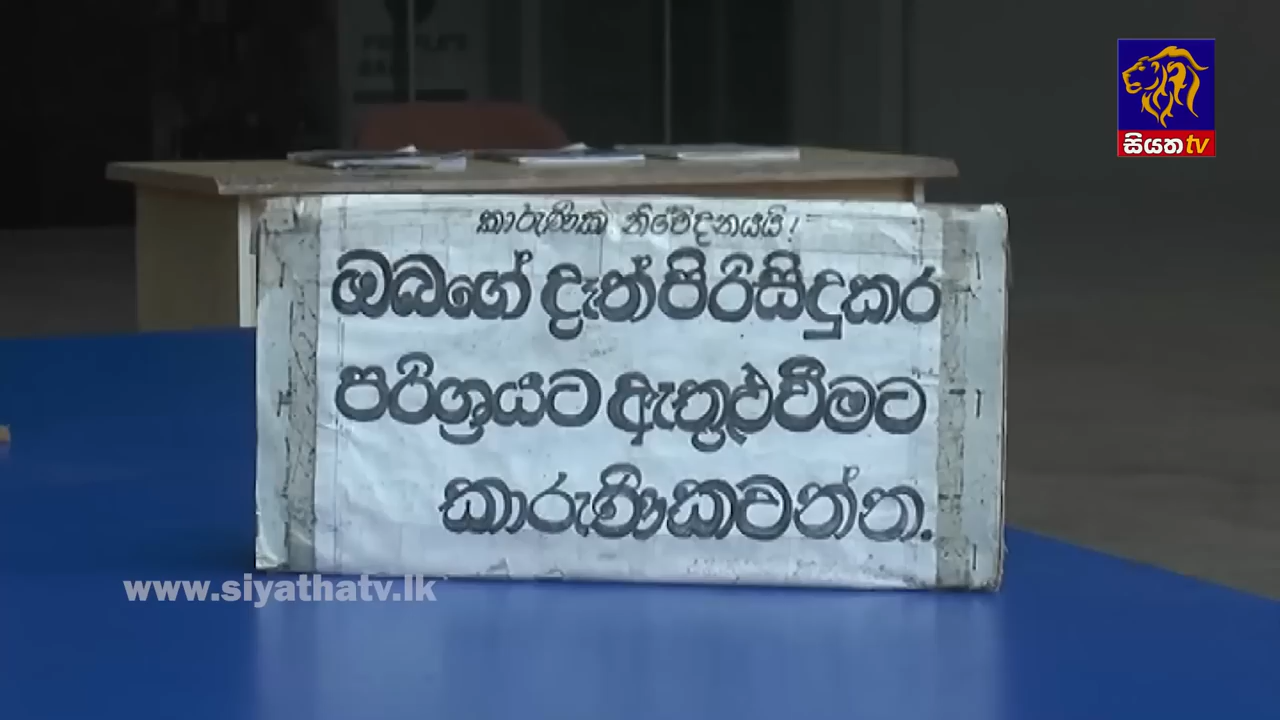 සියත tv
කාරුණික නිවේදනයයි!
ඔබගේ දෑත් පිරිසිදුකර
පරිශ්‍රයට ඇතුළුවීමට
කාරුණිකවන්න.
www.siyathatv.lk